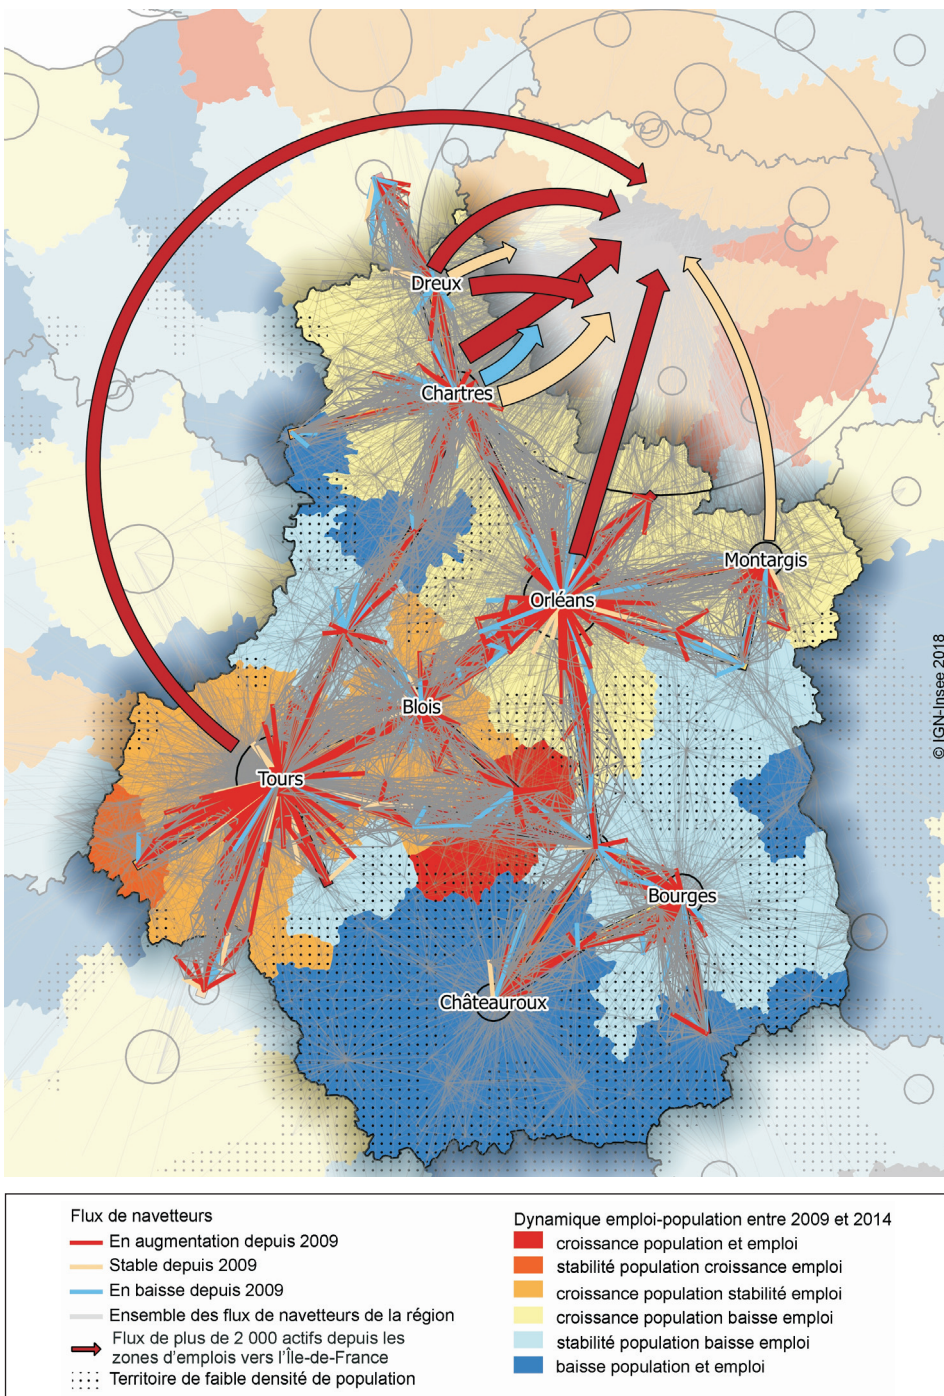 Dreux
Chartres
Montargis
Orléans
Blois
Tours
Bourges
Châteauroux
© IGN-Insee 2018
Flux de navetteurs
En augmentation depuis 2009
Stable depuis 2009
En baisse depuis 2009
Ensemble des flux de navetteurs de la région
Flux de plus de 2 000 actifs depuis les
zones d'emplois vers l'Île-de-France
Territoire de faible densité de population
Dynamique emploi-population entre 2009 et 2014
croissance population et emploi
stabilité population croissance emploi
croissance population stabilité emploi
croissance population baisse emploi
stabilité population baisse emploi
baisse population et emploi